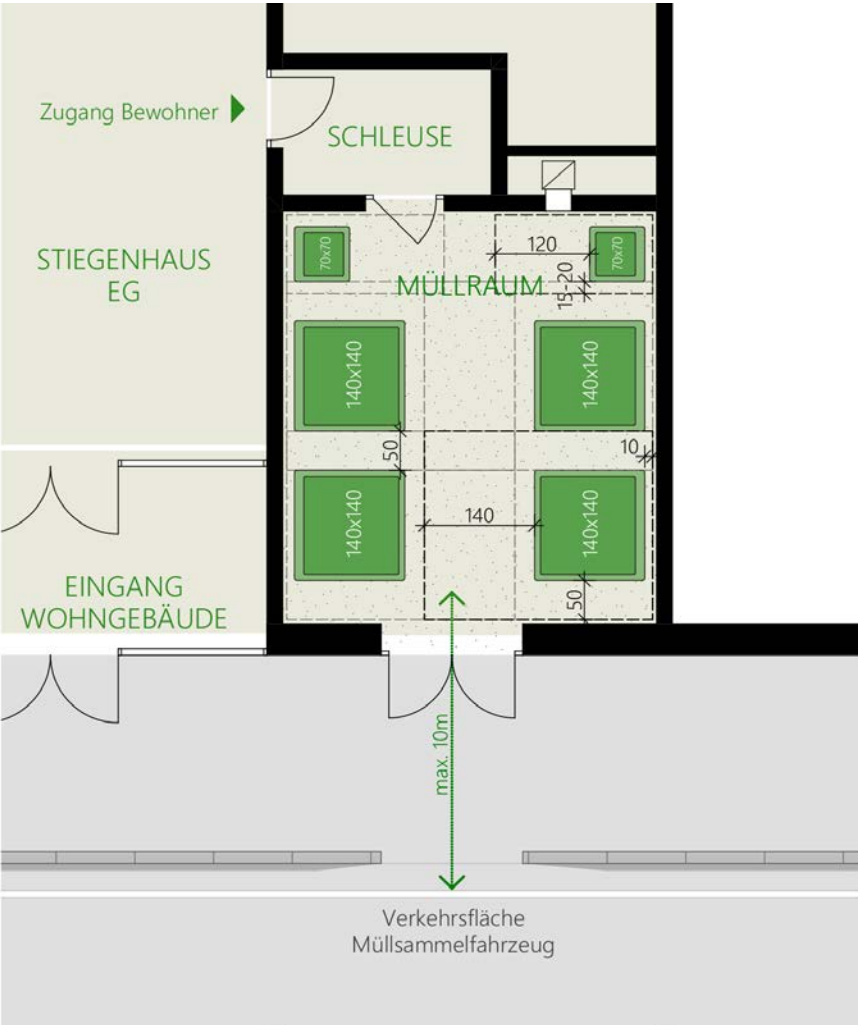 Zugang Bewohner
SCHLEUSE
STIEGENHAUS
EG
70x70
120
70x70
MÜLLRAUM
15-20
140x140
140x140
50
10
140x140
140
140x140
50
EINGANG
WOHNGEBÄUDE
max. 10m
Verkehrsfläche
Müllsammelfahrzeug